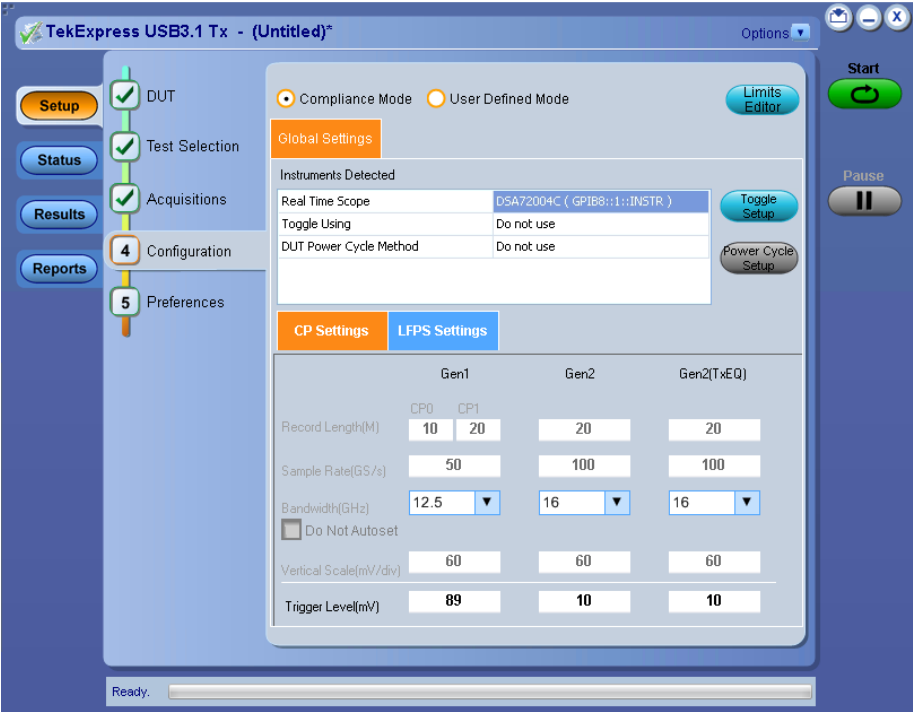 TekExpress USB3.1 Tx - (Untitled)*
Options
Start
Setup
Status
Results
Reports
DUT
Test Selection
Acquisitions
4 Configuration
5 Preferences
Compliance Mode User Defined Mode
Limits Editor
Global Settings
Instruments Detected
Real Time Scope DSA72004C ( GPIB8::1::INSTR )
Toggle Using Do not use
DUT Power Cycle Method Do not use
Toggle Setup
Power Cycle Setup
Pause
CP Settings LFPS Settings
Gen1 Gen2 Gen2(TxEQ)
CP0 CP1
Record Length(M) 10 20 20 20
Sample Rate(GS/s) 50 100 100
Bandwidth(GHz) 12.5 16 16
Do Not Autoset
Vertical Scale(mV/div) 60 60 60
Trigger Level(mV) 89 10 10
Ready.